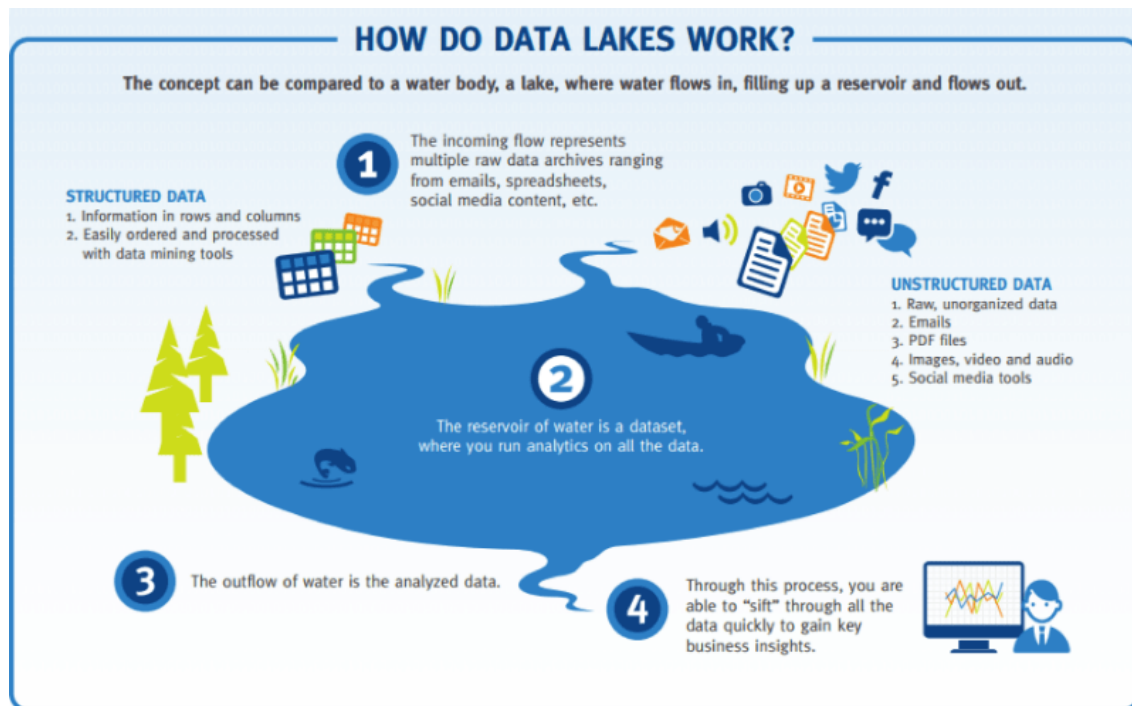 HOW DO DATA LAKES WORK?
The concept can be compared to a water body, a lake, where water flows in, filling up a reservoir and flows out.
1
The incoming flow represents
multiple raw data archives ranging
from emails, spreadsheets,
social media content, etc.
STRUCTURED DATA
1. Information in rows and columns
2. Easily ordered and processed
with data mining tools
UNSTRUCTURED DATA
1. Raw, unorganized data
2. Emails
3. PDF files
4. Images, video and audio
5. Social media tools
2
The reservoir of water is a dataset,
where you run analytics on all the data.
3
The outflow of water is the analyzed data.
4
Through this process, you are
able to “sift” through all the
data quickly to gain key
business insights.